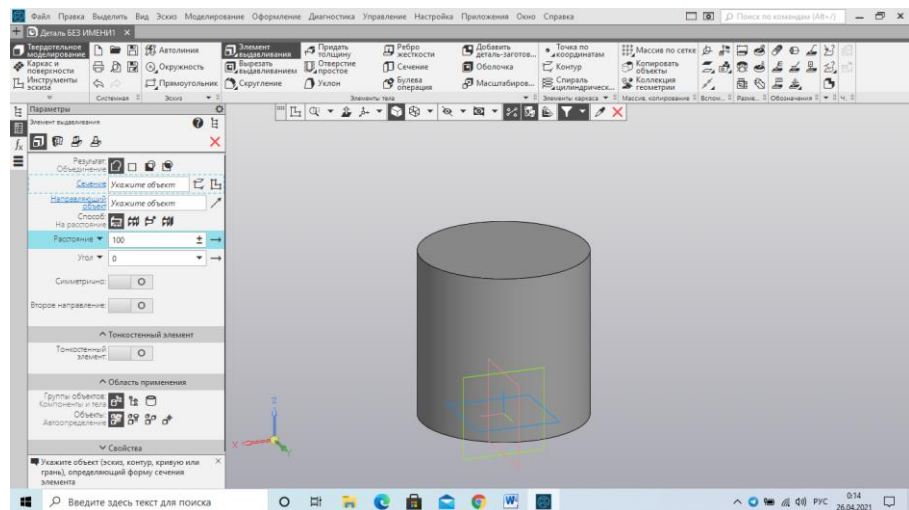 Файл Правка Выделить Вид Эскиз Моделирование Оформление Диагностика Управление Настройка Приложения Окно Справка
Поиск по командам (Alt+/)
Деталь БЕЗ ИМЕНИ1
Твердотельное моделирование
Каркас и поверхности
Инструменты эскиза
Автолиния
Окружность
Прямоугольник
Элемент выдавливания
Вырезать выдавливанием
Скругление
Придать толщину
Отверстие простое
Уклон
Ребро жесткости
Сечение
Булева операция
Добавить деталь-заготов...
Оболочка
Масштабиров...
Точка по координатам
Контур
Спираль цилиндрическ...
Массив по сетке
Копировать объекты
Коллекция геометрии
Системная
Эскиз
Элементы тела
Элементы каркаса
Массив, копирование
Вспом...
Разме...
Обозначения
Ч.
Параметры
Элемент выдавливания
Результат:
Объединение
Сечение Укажите объект
Направляющий объект Укажите объект
Способ:
На расстояние
Расстояние 100
Угол 0
Симметрично:
Второе направление:
Тонкостенный элемент
Тонкостенный элемент:
Область применения
Группы объектов:
Компоненты и тела
Объекты:
Автоопределение
Свойства
Укажите объект (эскиз, контур, кривую или
грань), определяющий форму сечения
элемента
Z
X
Y
Введите здесь текст для поиска
РУС
0:14
26.04.2021